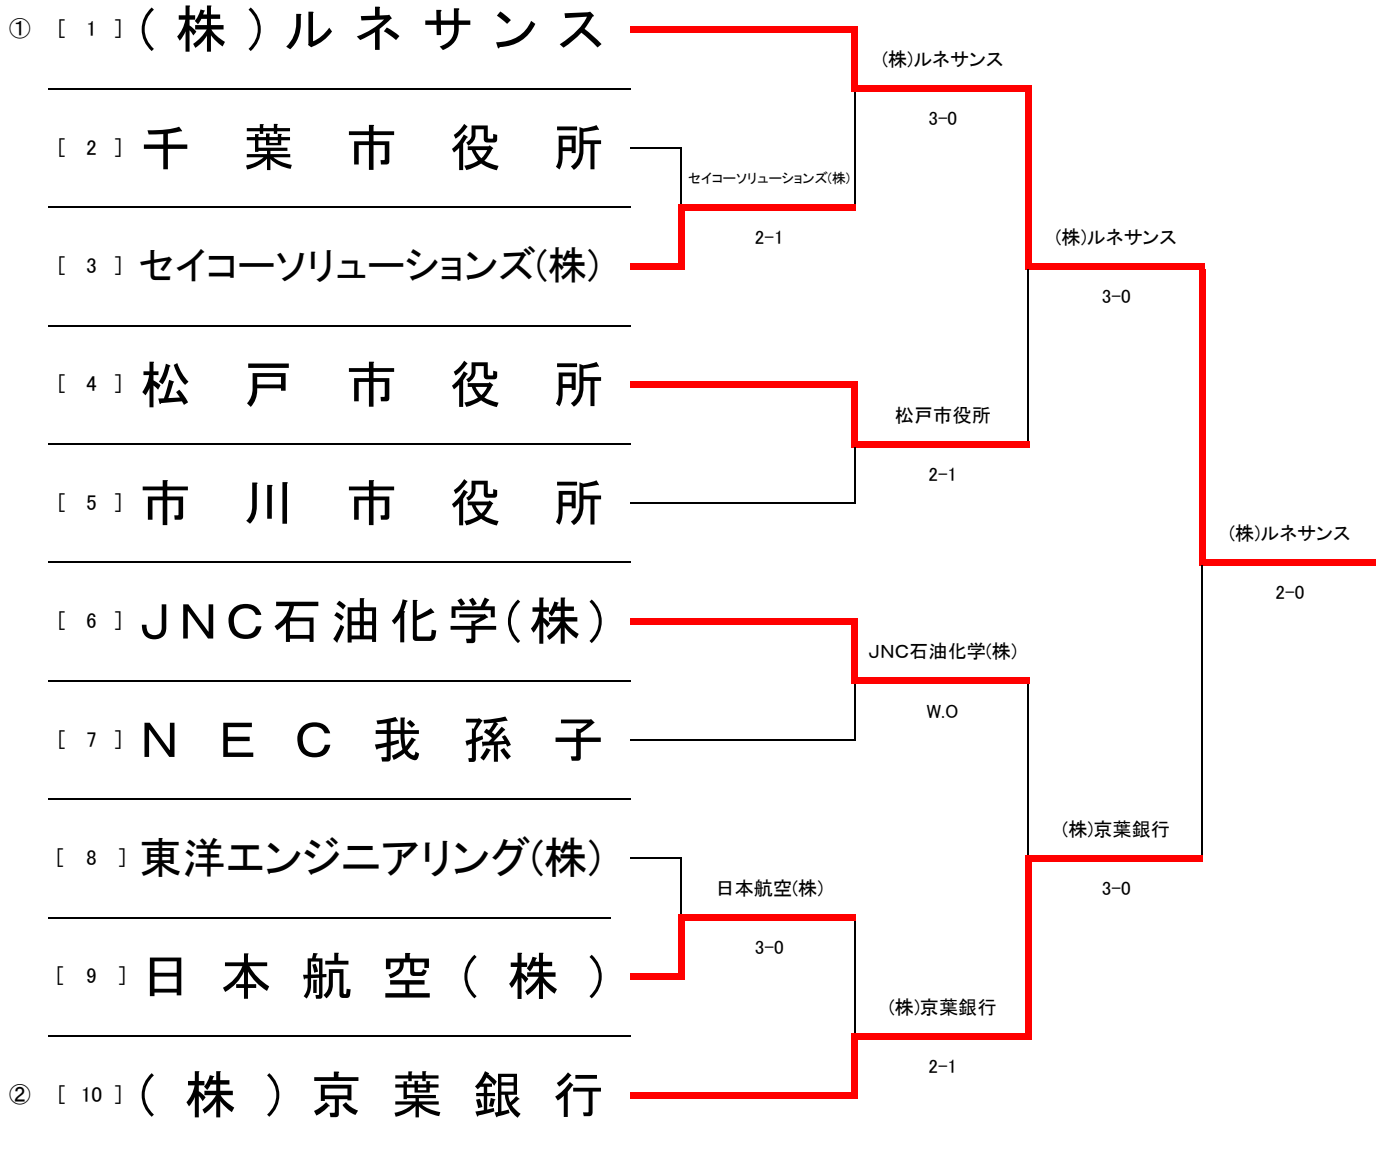 ① [ 1 ] (株)ルネサンス
(株)ルネサンス
3-0
[ 2 ] 千葉市役所
セイコーソリューションズ(株)
2-1
(株)ルネサンス
[ 3 ] セイコーソリューションズ(株)
3-0
[ 4 ] 松戸市役所
松戸市役所
2-1
[ 5 ] 市川市役所
(株)ルネサンス
2-0
[ 6 ] JNC石油化学(株)
JNC石油化学(株)
W.O
[ 7 ] NEC我孫子
(株)京葉銀行
3-0
[ 8 ] 東洋エンジニアリング(株)
日本航空(株)
3-0
[ 9 ] 日本航空(株)
(株)京葉銀行
2-1
② [ 10 ] (株)京葉銀行